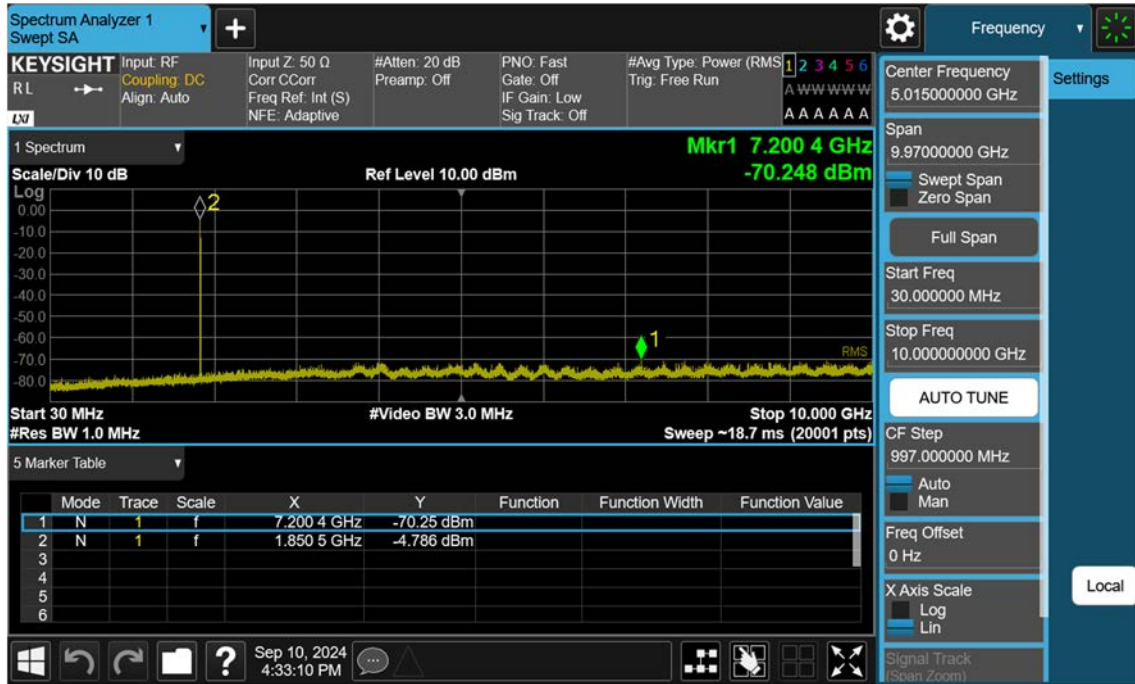 Spectrum Analyzer 1
Swept SA
Frequency
KEYSIGHT
RL
LXI
Input: RF
Coupling: DC
Align: Auto
Input Z: 50 Ω
Corr CCorr
Freq Ref: Int (S)
NFE: Adaptive
#Atten: 20 dB
Preamp: Off
PNO: Fast
Gate: Off
IF Gain: Low
Sig Track: Off
#Avg Type: Power (RMS
Trig: Free Run
1 2 3 4 5 6
A W W W W W
A A A A A A
1 Spectrum
Mkr1 7.200 4 GHz
-70.248 dBm
Scale/Div 10 dB
Ref Level 10.00 dBm
Log
0.00
-10.0
-20.0
-30.0
-40.0
-50.0
-60.0
-70.0
-80.0
2
1
RMS
Start 30 MHz
#Video BW 3.0 MHz
Stop 10.000 GHz
#Res BW 1.0 MHz
Sweep ~18.7 ms (20001 pts)
5 Marker Table
Mode Trace Scale X Y Function Function Width Function Value
1 N 1 f 7.200 4 GHz -70.25 dBm
2 N 1 f 1.850 5 GHz -4.786 dBm
3
4
5
6
Sep 10, 2024
4:33:10 PM
Settings
Center Frequency
5.015000000 GHz
Span
9.97000000 GHz
Swept Span
Zero Span
Full Span
Start Freq
30.000000 MHz
Stop Freq
10.000000000 GHz
AUTO TUNE
CF Step
997.000000 MHz
Auto
Man
Freq Offset
0 Hz
X Axis Scale
Log
Lin
Signal Track
(Span Zoom)
Local